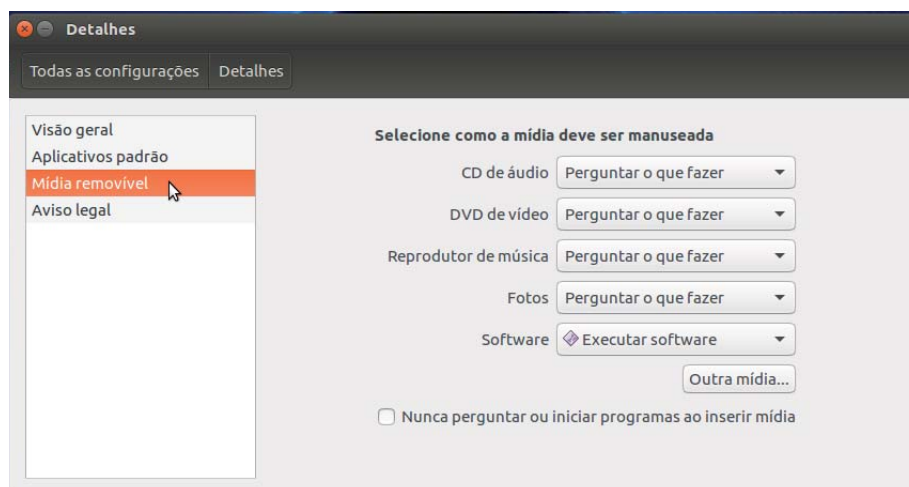 Detalhes
Todas as configurações Detalhes
Visão geral
Aplicativos padrão
Mídia removível
Aviso legal
Selecione como a mídia deve ser manuseada
CD de áudio Perguntar o que fazer
DVD de vídeo Perguntar o que fazer
Reprodutor de música Perguntar o que fazer
Fotos Perguntar o que fazer
Software Executar software
Outra mídia...
Nunca perguntar ou iniciar programas ao inserir mídia